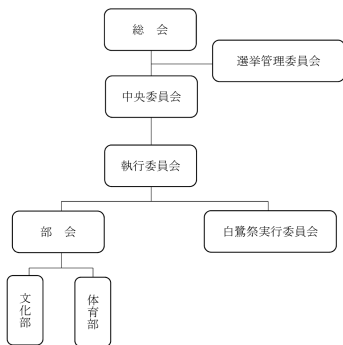 総　会
選挙管理委員会
中央委員会
執行委員会
部　会
白鷺祭実行委員会
文化部
体育部